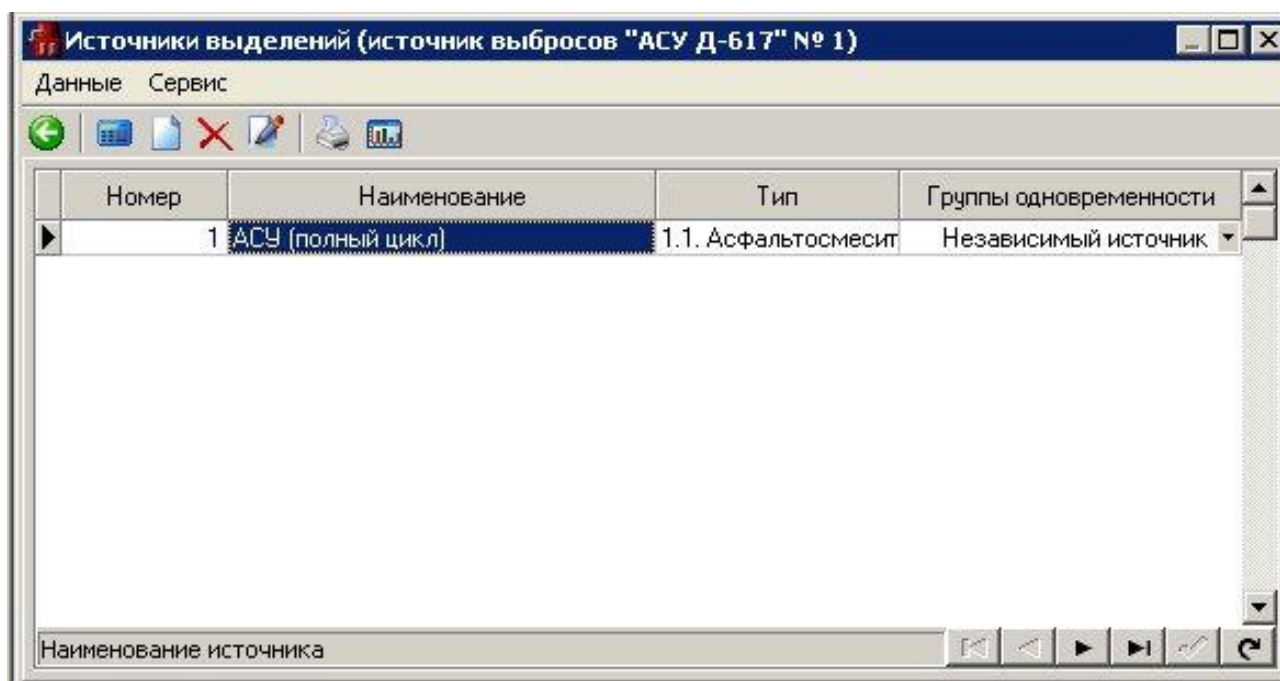 Источники выделений (источник выбросов "АСУ Д-617" № 1)
Данные Сервис
Номер Наименование Тип Группы одновременности
1 АСУ (полный цикл) 1.1. Асфальтосмесит Независимый источник
Наименование источника